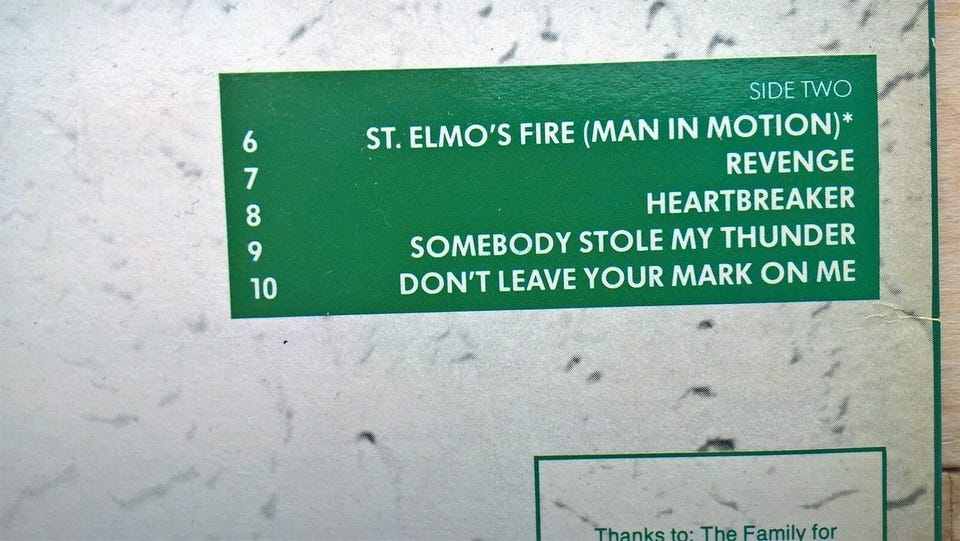 SIDE TWO
6 ST. ELMO'S FIRE (MAN IN MOTION)*
7 REVENGE
8 HEARTBREAKER
9 SOMEBODY STOLE MY THUNDER
10 DON'T LEAVE YOUR MARK ON ME
Thanks to: The Family for